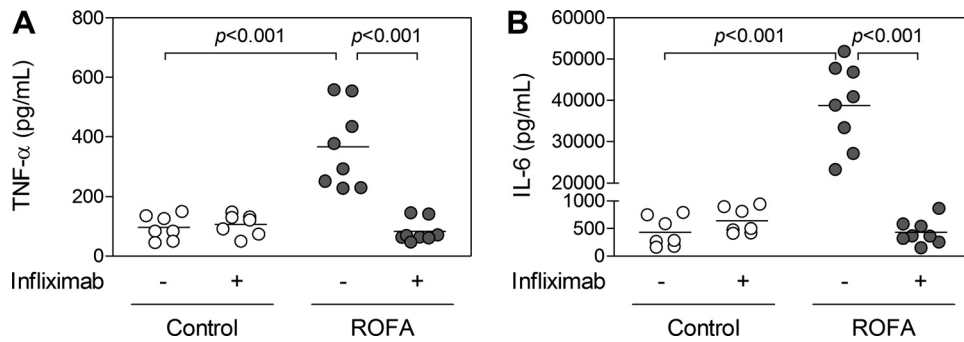 A
TNF-α (pg/mL)
800
600
400
200
0
p<0.001
p<0.001
Infliximab - + - +
Control ROFA
B
IL-6 (pg/mL)
60000
50000
40000
30000
20000
1000
500
0
p<0.001
p<0.001
Infliximab - + - +
Control ROFA